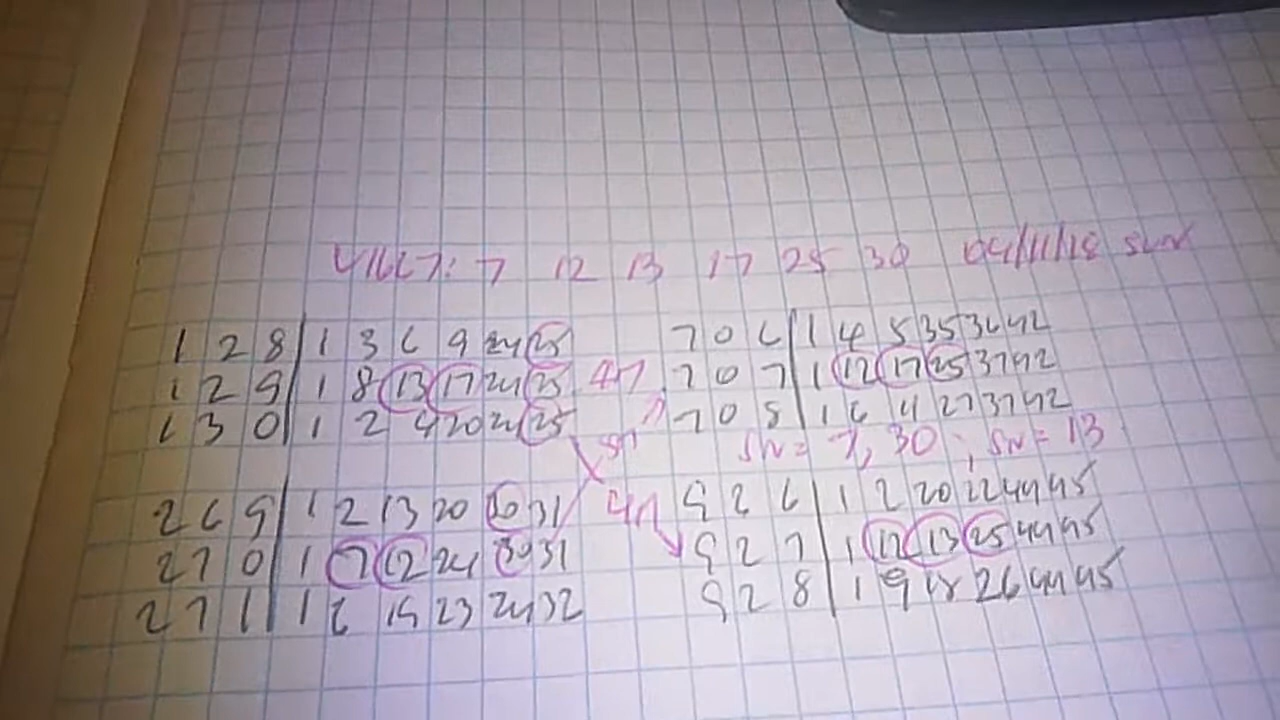 7 12 13 17 25 30 04/11/18 sun
1 2 8 | 1 3 6 9 24 25
1 2 9 | 1 8 13 17 24 25 4n
1 3 0 | 1 2 4 20 24 25
7 0 6 | 1 4 5 35 36 42
7 0 7 | 1 12 17 25 37 42
7 0 8 | 1 6 27 37 42
5n
sn = 7, 30 , sn = 13
2 6 9 | 1 2 13 20 30 31
2 7 0 | 1 7 12 24 30 31
2 7 1 | 1 6 19 23 24 32
4n
9 2 6 | 1 2 20 22 44 45
9 2 7 | 1 12 13 25 44 45
9 2 8 | 1 9 18 26 44 45